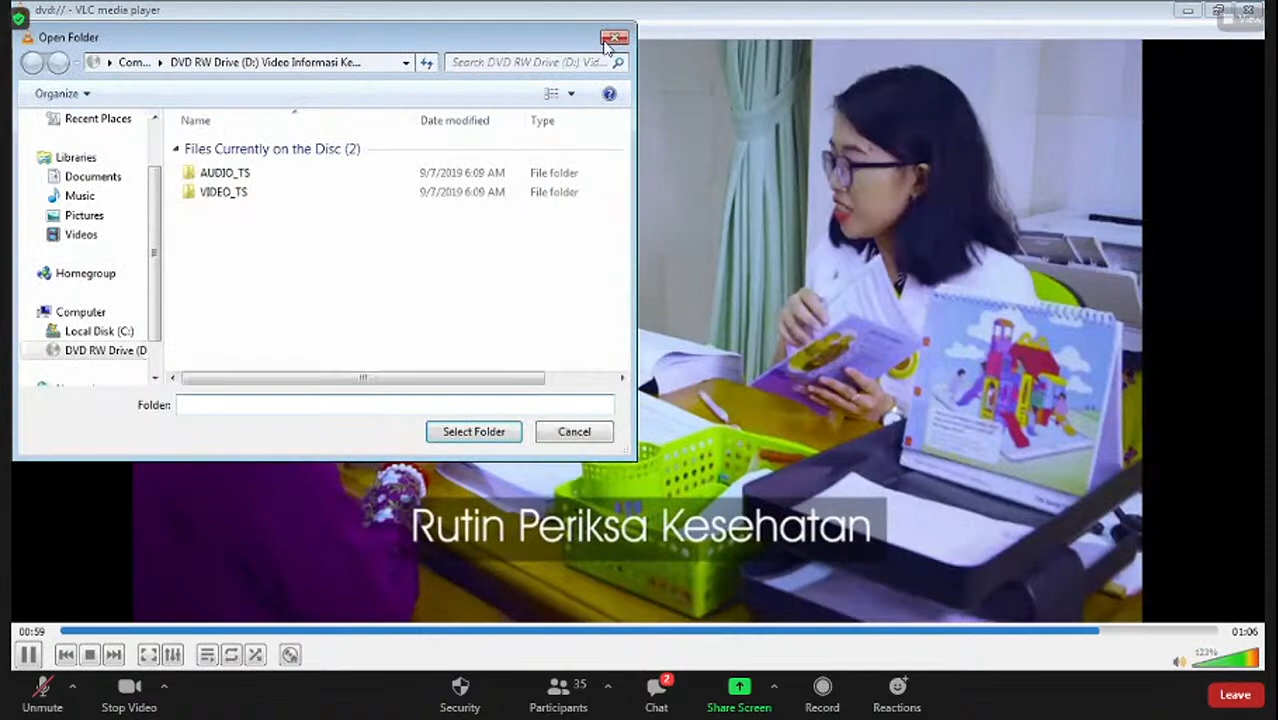 dvd:// - VLC media player
View
Open Folder
Com... DVD RW Drive (D:) Video Informasi Ke...
Search DVD RW Drive (D:) Vid...
Organize
Name Date modified Type
Recent Places
Files Currently on the Disc (2)
Libraries
AUDIO_TS 9/7/2019 6:09 AM File folder
Documents
VIDEO_TS 9/7/2019 6:09 AM File folder
Music
Pictures
Videos
Homegroup
Computer
Local Disk (C:)
DVD RW Drive (D
Folder:
Select Folder Cancel
Rutin Periksa Kesehatan
00:59 01:06
123%
35 2
Unmute Stop Video Security Participants Chat Share Screen Record Reactions Leave